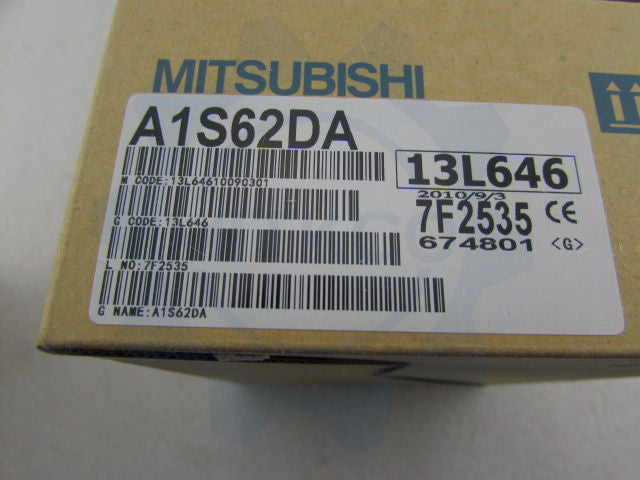 MITSUBISHI
A1S62DA
M CODE:13L64610090301
13L646
2010/9/3
G CODE:13L646
7F2535 CE
674801 <G>
L NO:7F2535
G NAME:A1S62DA